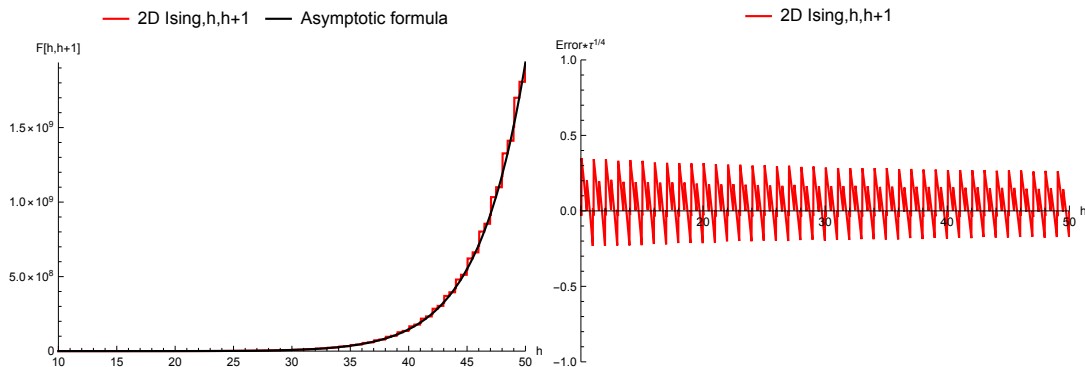 2D Ising,h,h+1 Asymptotic formula
F[h,h+1]
1.5×10⁹
1.0×10⁹
5.0×10⁸
0
10 15 20 25 30 35 40 45 50 h
2D Ising,h,h+1
Error*τ^1/4
1.0
0.5
0.0
-0.5
-1.0
20 30 40 50 h